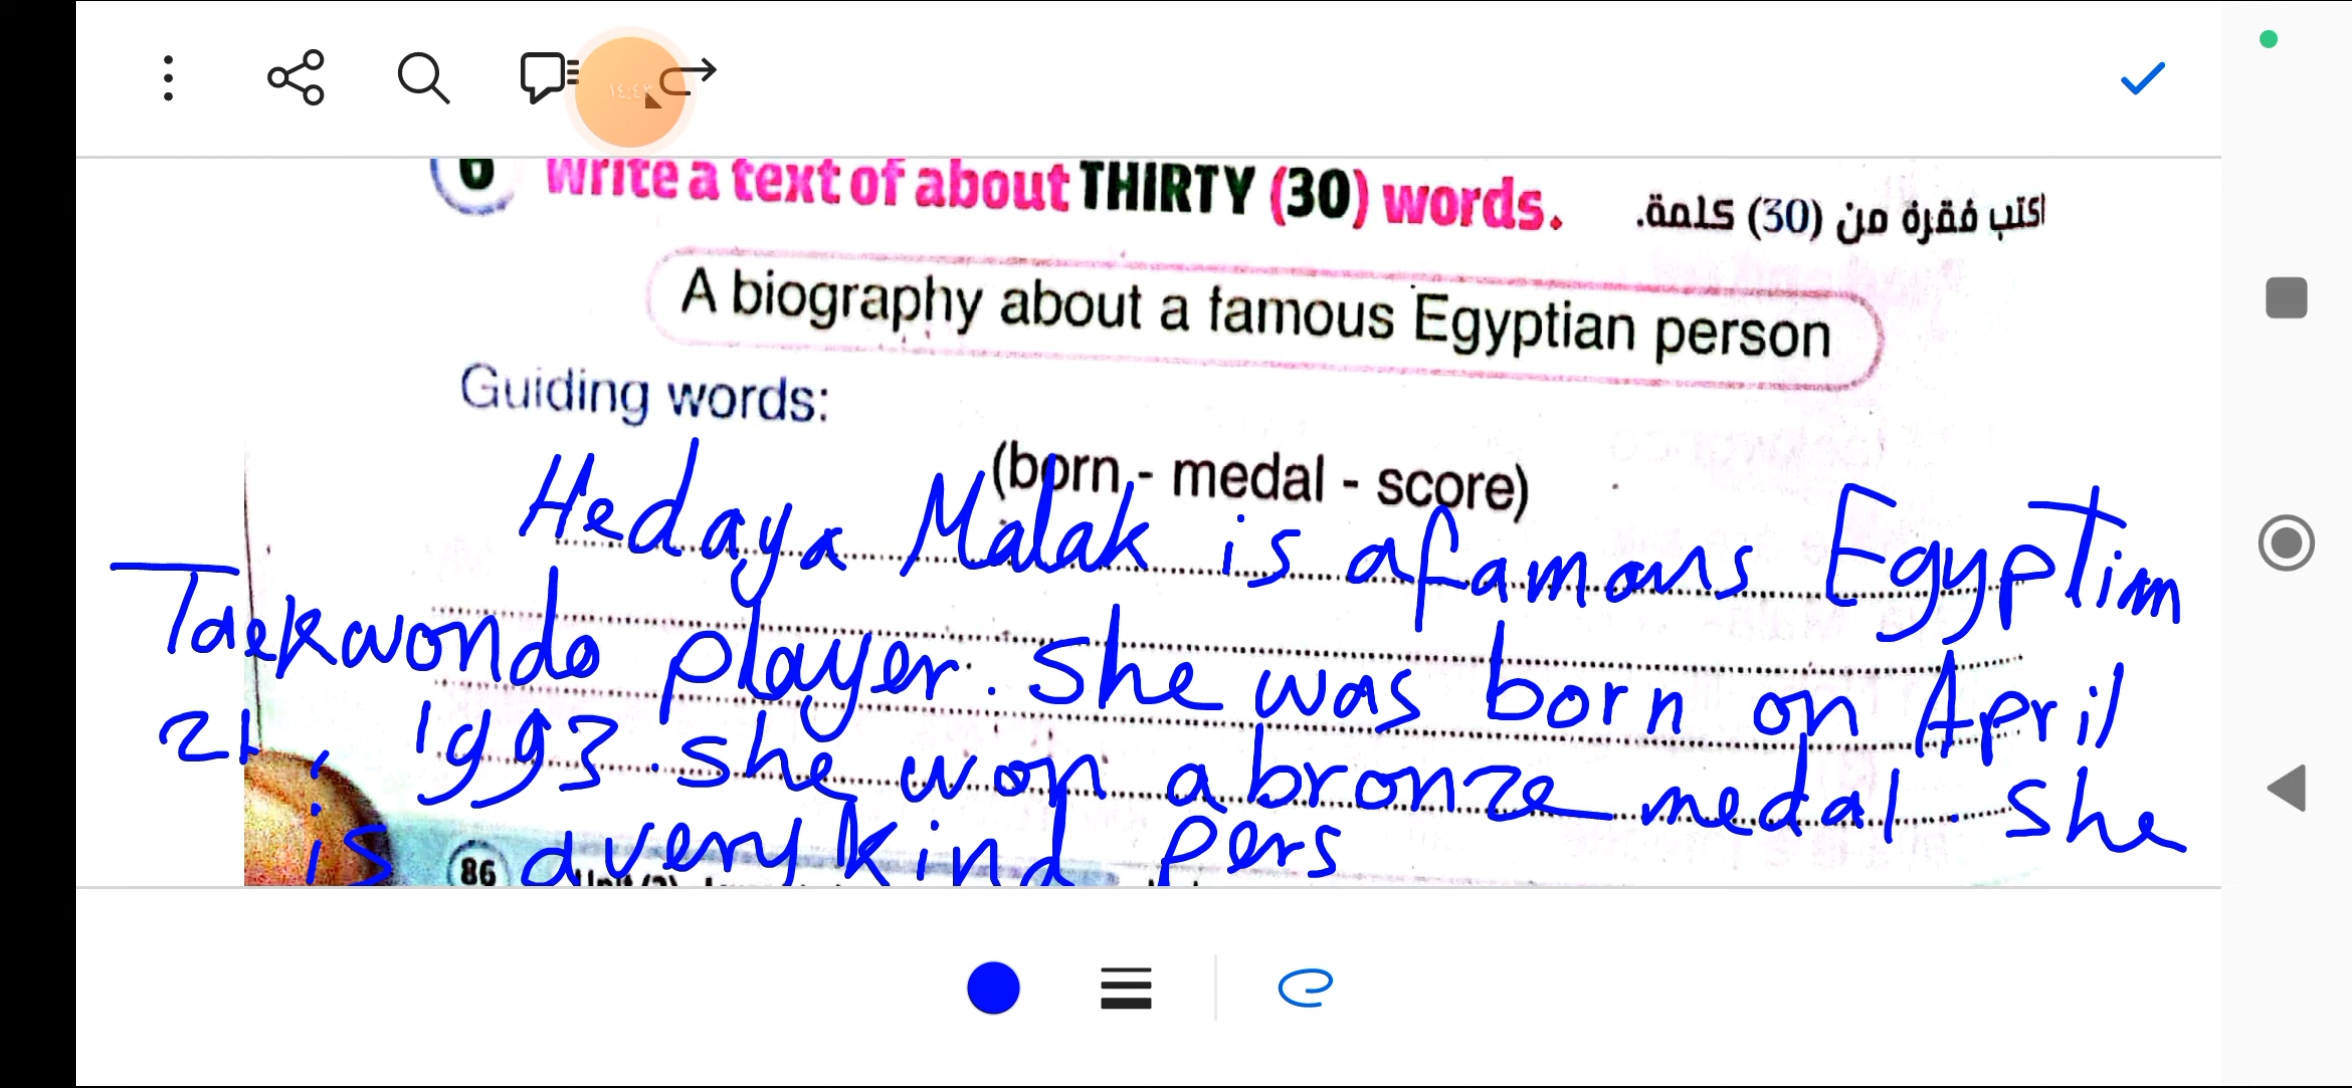 6 Write a text of about THIRTY (30) words. اكتب فقرة من (30) كلمة.
A biography about a famous Egyptian person
Guiding words:
(born - medal - score)
Hedaya Malak is a famous Egyptian
Taekwondo player. She was born on April
21, 1993. she won a bronze medal. she
is a very kind pers
86